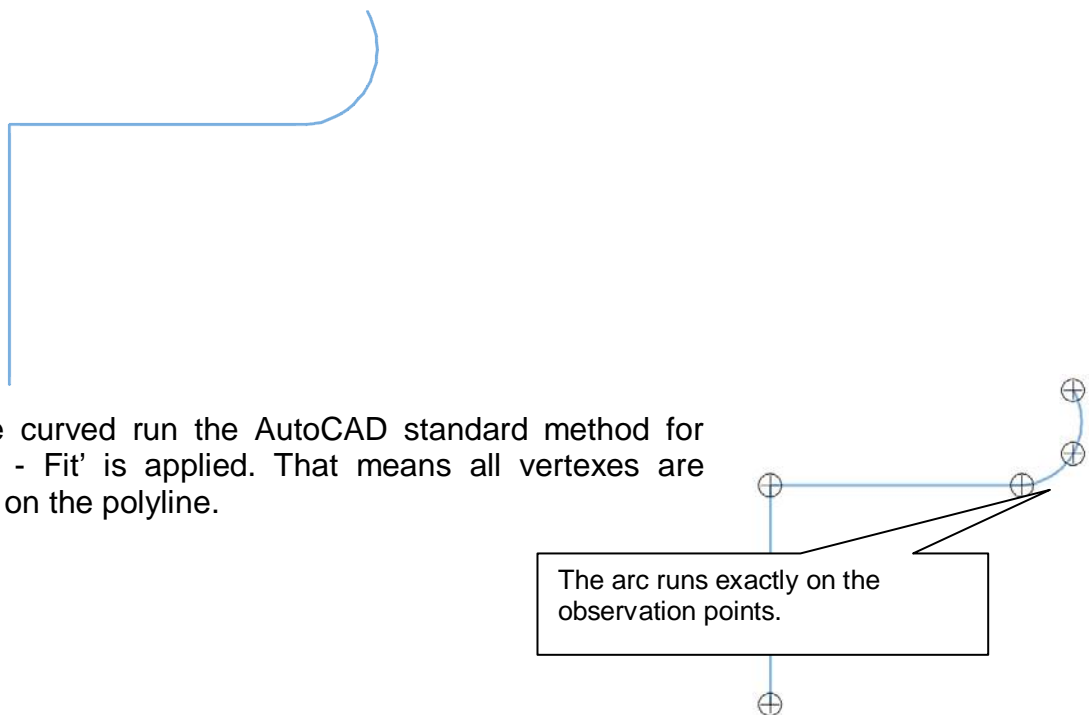 e curved run the AutoCAD standard method for
- Fit’ is applied. That means all vertexes are
on the polyline.
The arc runs exactly on the
observation points.